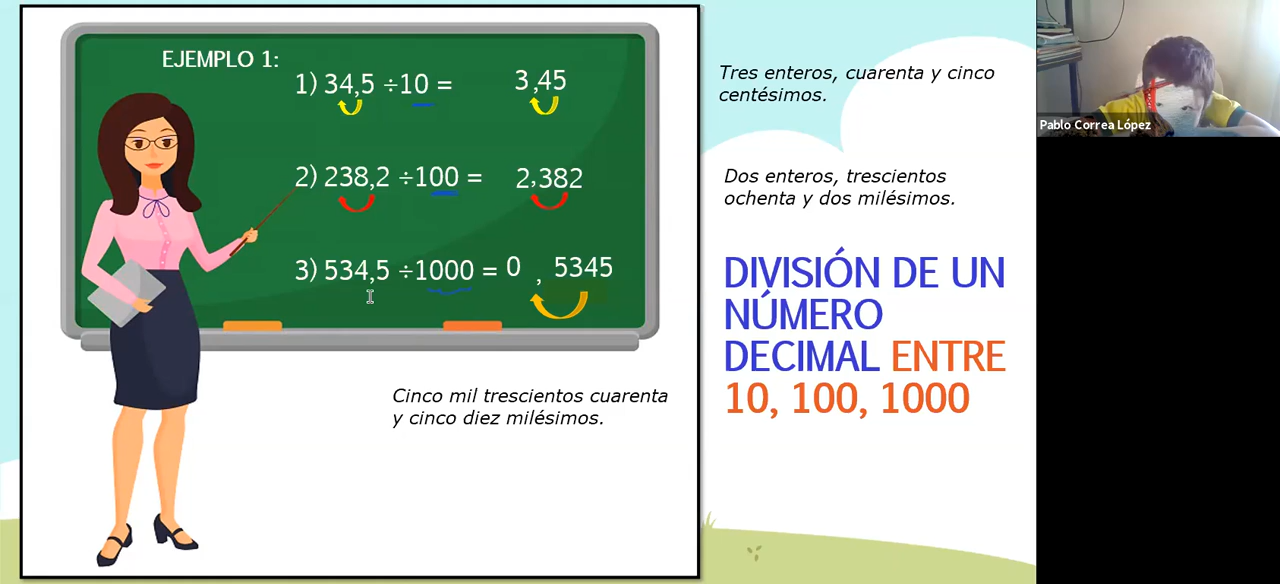 EJEMPLO 1:
1) 34,5 ÷10 = 3,45
2) 238,2 ÷100 = 2,382
3) 534,5 ÷1000 = 0 , 5345
Cinco mil trescientos cuarenta
y cinco diez milésimos.
Tres enteros, cuarenta y cinco
centésimos.
Dos enteros, trescientos
ochenta y dos milésimos.
DIVISIÓN DE UN
NÚMERO
DECIMAL ENTRE
10, 100, 1000
Pablo Correa López